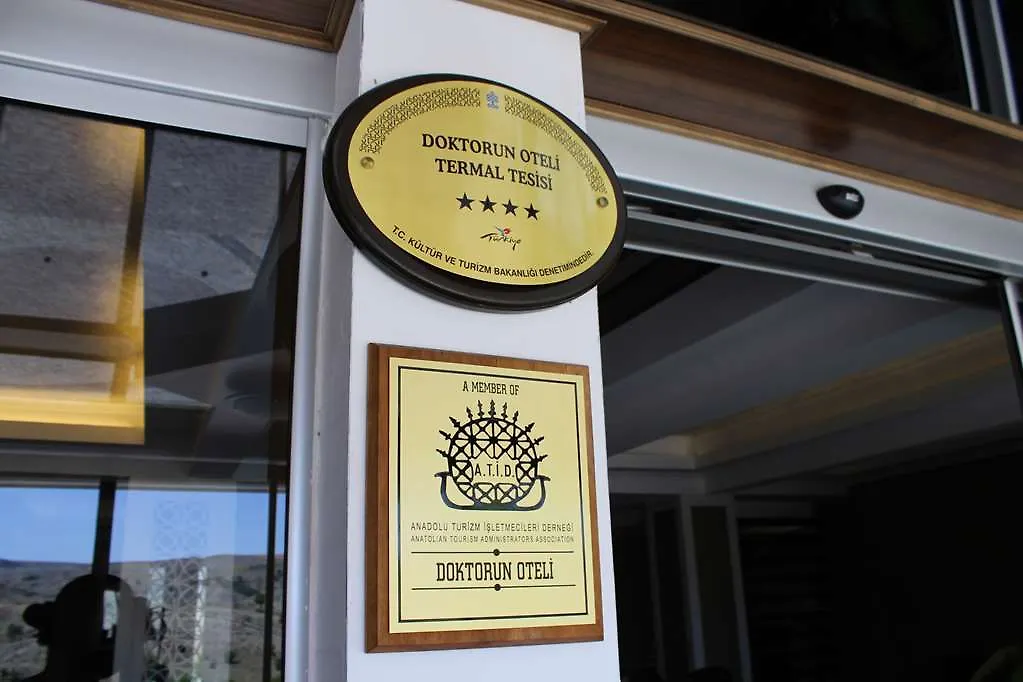 DOKTORUN OTELİ
TERMAL TESİSİ
Türkiye
T.C. KÜLTÜR VE TURİZM BAKANLIĞI DENETİMİNDEDİR.
A MEMBER OF
A.T.İ.D.
ANADOLU TURİZM İŞLETMECİLERİ DERNEĞİ
ANATOLIAN TOURISM ADMINISTRATORS ASSOCIATION
DOKTORUN OTELİ